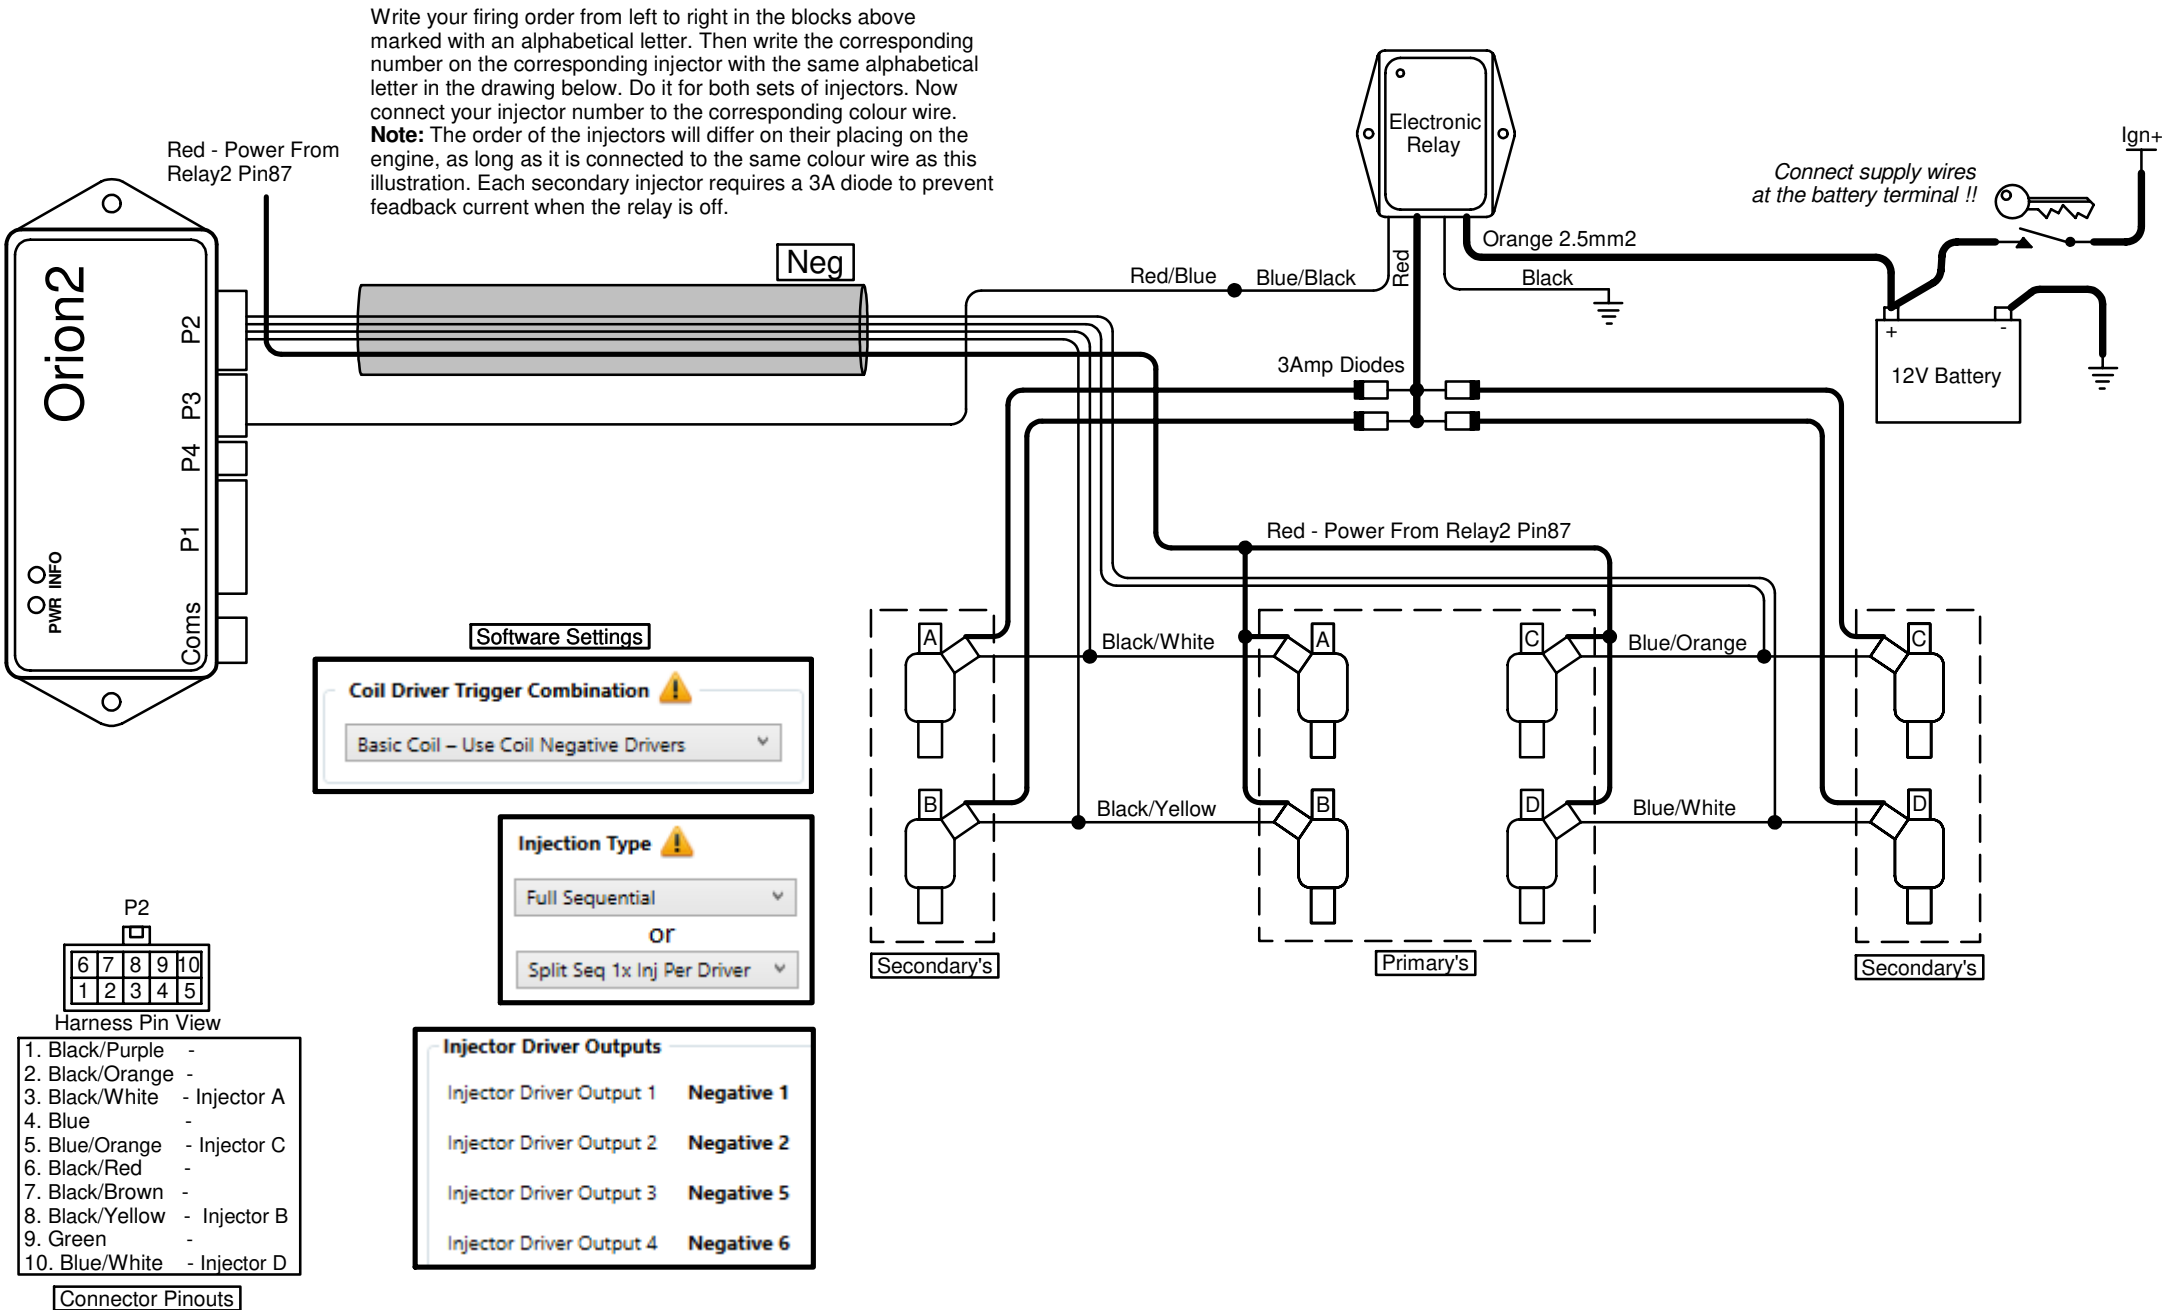 Write your firing order from left to right in the blocks above
marked with an alphabetical letter. Then write the corresponding
number on the corresponding injector with the same alphabetical
letter in the drawing below. Do it for both sets of injectors. Now
connect your injector number to the corresponding colour wire.
Note: The order of the injectors will differ on their placing on the
engine, as long as it is connected to the same colour wire as this
illustration. Each secondary injector requires a 3A diode to prevent
feadback current when the relay is off.
Red - Power From
Relay2 Pin87
Orion2
P2
P3
P4
P1
Coms
PWR INFO
Neg
Electronic
Relay
Red/Blue
Blue/Black
Red
Orange 2.5mm2
Black
Connect supply wires
at the battery terminal !!
Ign+
+ -
12V Battery
3Amp Diodes
Red - Power From Relay2 Pin87
A
Black/White
A
C
Blue/Orange
C
B
Black/Yellow
B
D
Blue/White
D
Secondary's
Primary's
Secondary's
Software Settings
Coil Driver Trigger Combination
Basic Coil – Use Coil Negative Drivers
Injection Type
Full Sequential
or
Split Seq 1x Inj Per Driver
Injector Driver Outputs
Injector Driver Output 1 Negative 1
Injector Driver Output 2 Negative 2
Injector Driver Output 3 Negative 5
Injector Driver Output 4 Negative 6
P2
6 7 8 9 10
1 2 3 4 5
Harness Pin View
1. Black/Purple -
2. Black/Orange -
3. Black/White - Injector A
4. Blue -
5. Blue/Orange - Injector C
6. Black/Red -
7. Black/Brown -
8. Black/Yellow - Injector B
9. Green -
10. Blue/White - Injector D
Connector Pinouts